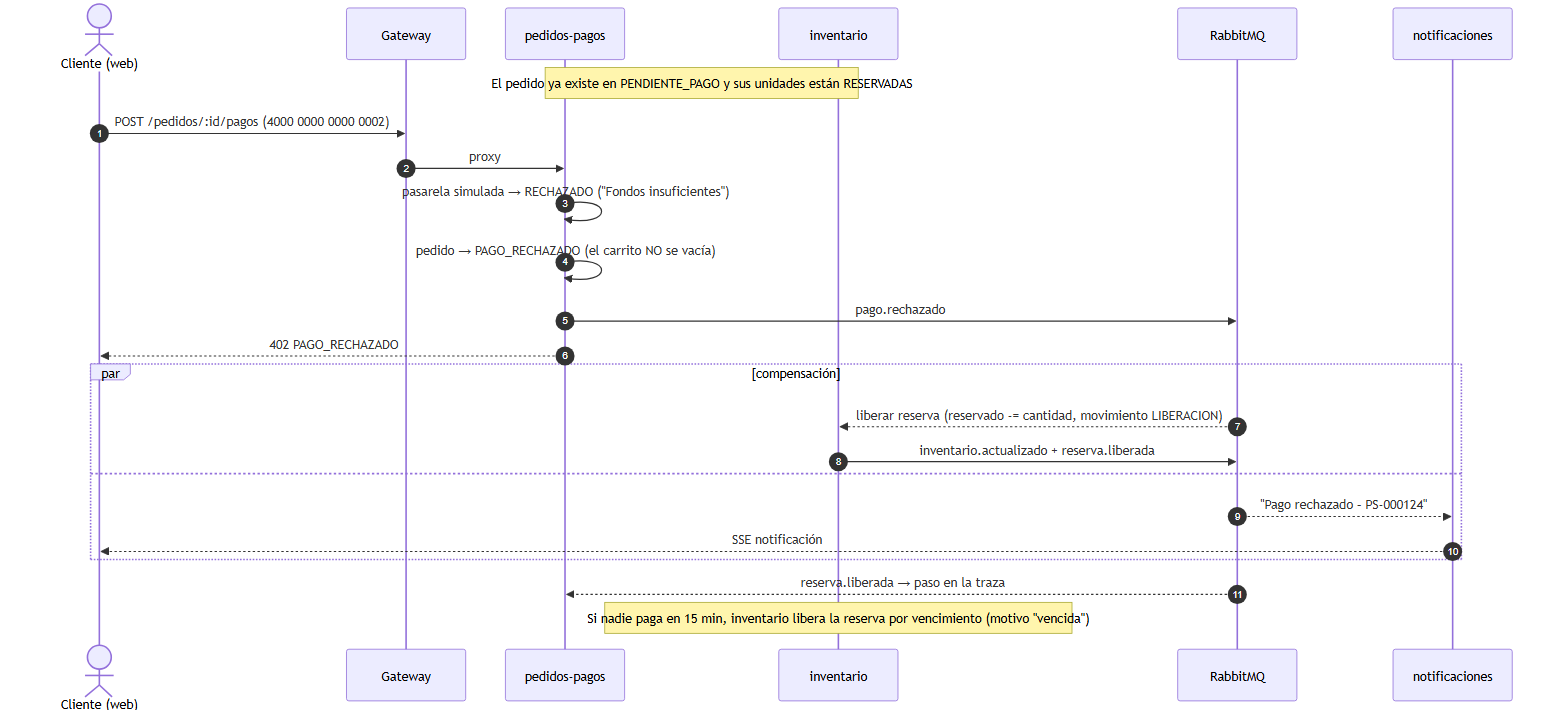 Cliente (web)
Gateway
pedidos-pagos
inventario
RabbitMQ
notificaciones
El pedido ya existe en PENDIENTE_PAGO y sus unidades están RESERVADAS
1
POST /pedidos/:id/pagos (4000 0000 0000 0002)
2
proxy
pasarela simulada → RECHAZADO ("Fondos insuficientes")
3
pedido → PAGO_RECHAZADO (el carrito NO se vacía)
4
pago.rechazado
5
402 PAGO_RECHAZADO
6
par
[compensación]
liberar reserva (reservado -= cantidad, movimiento LIBERACION)
7
inventario.actualizado + reserva.liberada
8
"Pago rechazado - PS-000124"
9
SSE notificación
10
reserva.liberada → paso en la traza
11
Si nadie paga en 15 min, inventario libera la reserva por vencimiento (motivo "vencida")
Cliente (web)
Gateway
pedidos-pagos
inventario
RabbitMQ
notificaciones